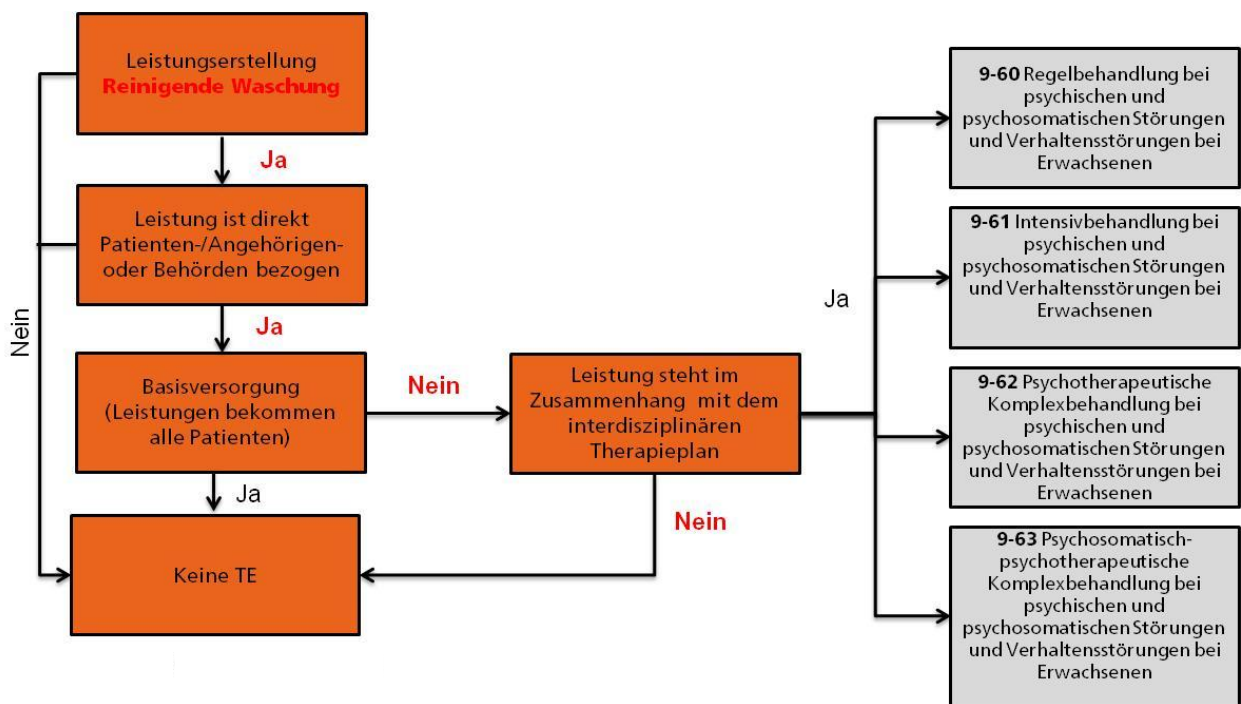 Leistungserstellung
Reinigende Waschung
Ja
Leistung ist direkt
Patienten-/Angehörigen-
oder Behörden bezogen
Nein
Ja
Basisversorgung
(Leistungen bekommen
alle Patienten)
Nein
Leistung steht im
Zusammenhang mit dem
interdisziplinären
Therapieplan
Ja
Ja
Nein
Keine TE
9-60 Regelbehandlung bei
psychischen und
psychosomatischen Störungen
und Verhaltensstörungen bei
Erwachsenen
9-61 Intensivbehandlung bei
psychischen und
psychosomatischen Störungen
und Verhaltensstörungen bei
Erwachsenen
9-62 Psychotherapeutische
Komplexbehandlung bei
psychischen und
psychosomatischen Störungen
und Verhaltensstörungen bei
Erwachsenen
9-63 Psychosomatisch-
psychotherapeutische
Komplexbehandlung bei
psychischen und
psychosomatischen Störungen
und Verhaltensstörungen bei
Erwachsenen